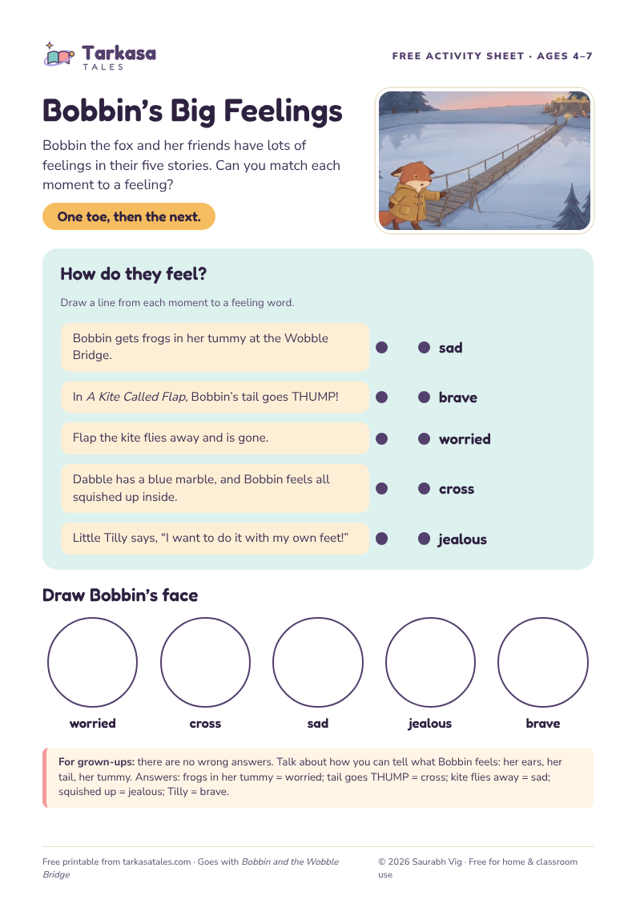 Tarkasa
TALES
FREE ACTIVITY SHEET · AGES 4–7
Bobbin’s Big Feelings
Bobbin the fox and her friends have lots of
feelings in their five stories. Can you match each
moment to a feeling?
One toe, then the next.
How do they feel?
Draw a line from each moment to a feeling word.
Bobbin gets frogs in her tummy at the Wobble
Bridge.
sad
In A Kite Called Flap, Bobbin’s tail goes THUMP!
brave
Flap the kite flies away and is gone.
worried
Dabble has a blue marble, and Bobbin feels all
squished up inside.
cross
Little Tilly says, “I want to do it with my own feet!”
jealous
Draw Bobbin’s face
worried cross sad jealous brave
For grown-ups: there are no wrong answers. Talk about how you can tell what Bobbin feels: her ears, her
tail, her tummy. Answers: frogs in her tummy = worried; tail goes THUMP = cross; kite flies away = sad;
squished up = jealous; Tilly = brave.
Free printable from tarkasatales.com · Goes with Bobbin and the Wobble
Bridge
© 2026 Saurabh Vig · Free for home & classroom
use